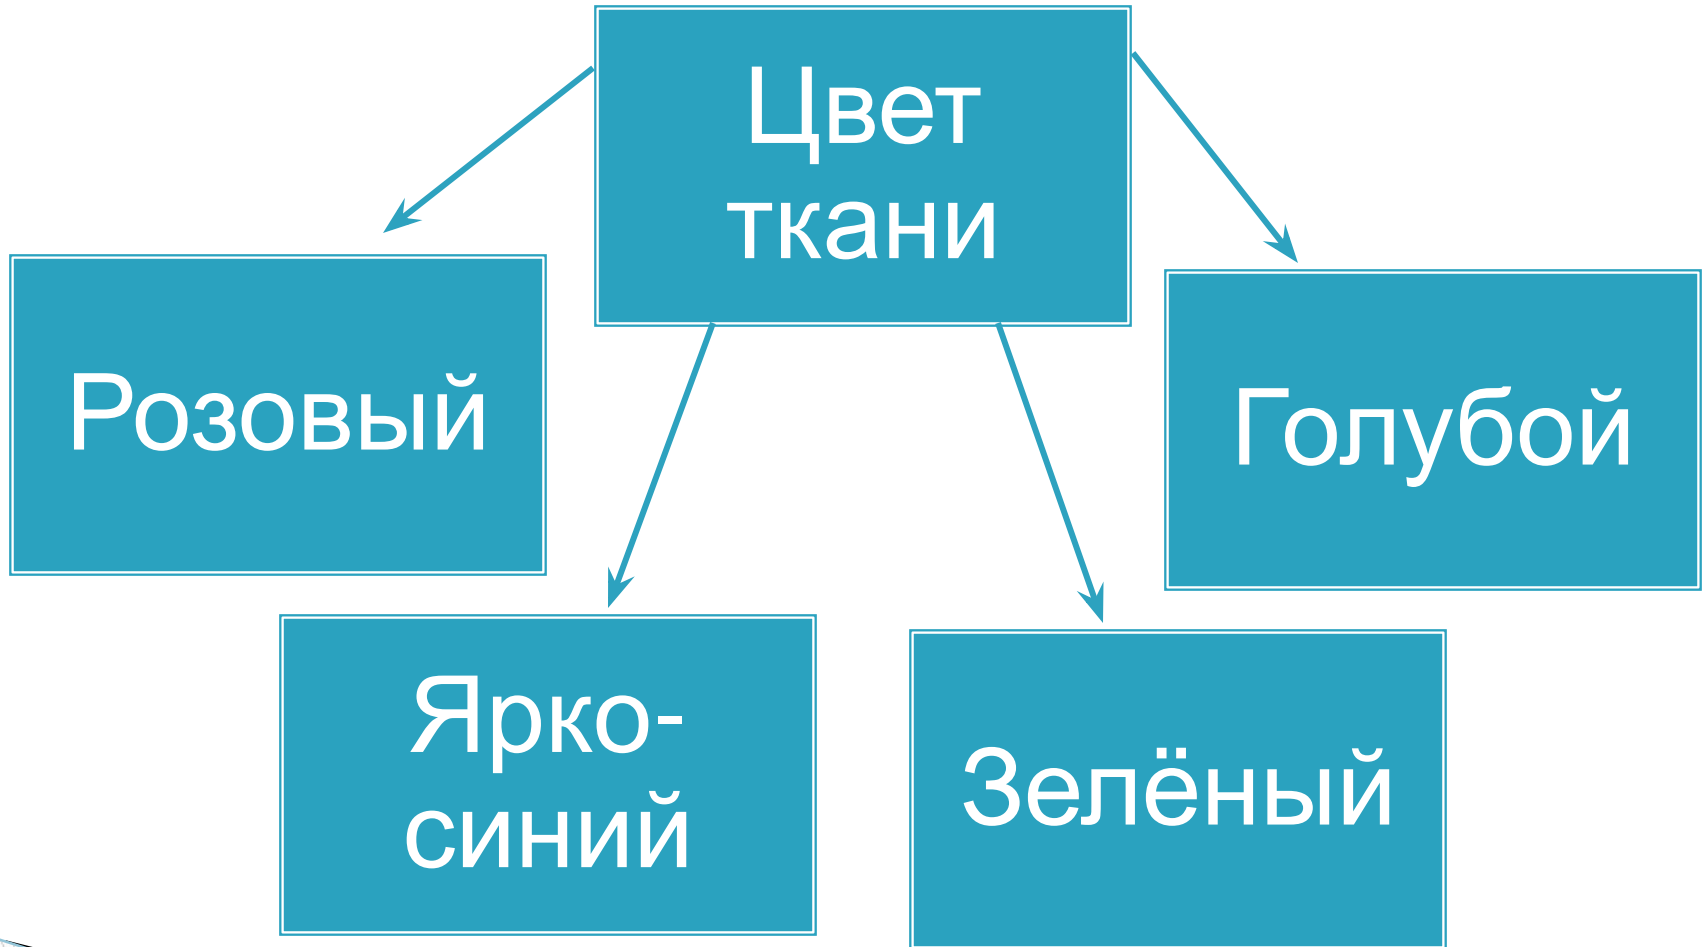 Цвет
ткани
Розовый
Голубой
Ярко-
синий
Зелёный